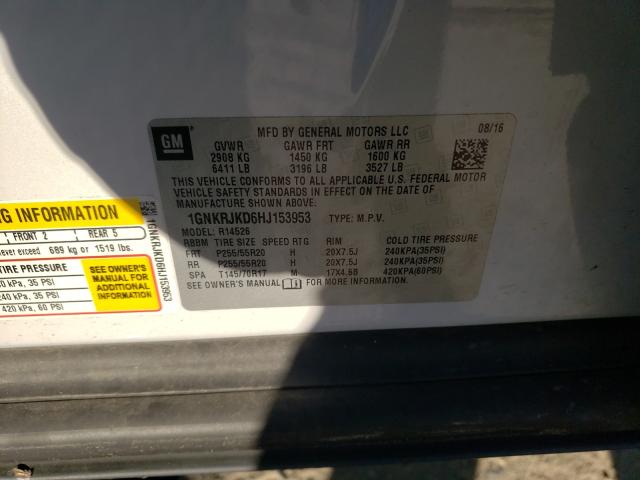 GM
MFD BY GENERAL MOTORS LLC 08/16
GVWR GAWR FRT GAWR RR
2908 KG 1450 KG 1600 KG
6411 LB 3196 LB 3527 LB
THIS VEHICLE CONFORMS TO ALL APPLICABLE U.S. FEDERAL MOTOR
VEHICLE SAFETY STANDARDS IN EFFECT ON THE DATE OF
MANUFACTURE SHOWN ABOVE:
1GNKRJKD6HJ153953 TYPE: M.P.V.
MODEL: R14526
RBBM TIRE SIZE SPEED RIM COLD TIRE PRESSURE
FRT P255/55R20 H 20X7.5J 240KPA(35PSI)
RR P255/55R20 H 20X7.5J 240KPA(35PSI)
SPA T145/70R17 M 17X4.5B 420KPA(60PSI)
SEE OWNER'S MANUAL FOR MORE INFORMATION.
NG INFORMATION
FRONT 2 REAR 5
never exceed 689 kg or 1519 lbs.
TIRE PRESSURE
kPa, 35 PSI
240 kPa, 35 PSI
420 kPa, 60 PSI
SEE OWNER'S
MANUAL FOR
ADDITIONAL
INFORMATION
1GNKRJKD6HJ153953